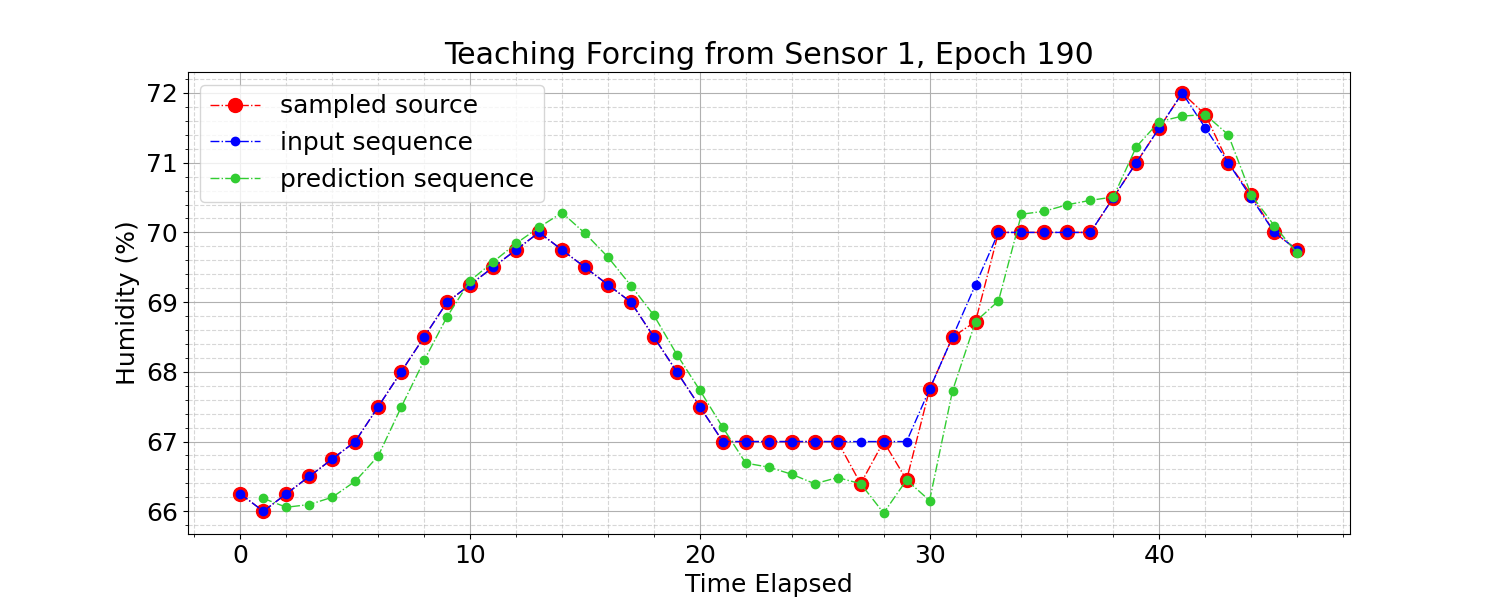 Teaching Forcing from Sensor 1, Epoch 190
sampled source
input sequence
prediction sequence
Humidity (%)
72
71
70
69
68
67
66
0 10 20 30 40
Time Elapsed